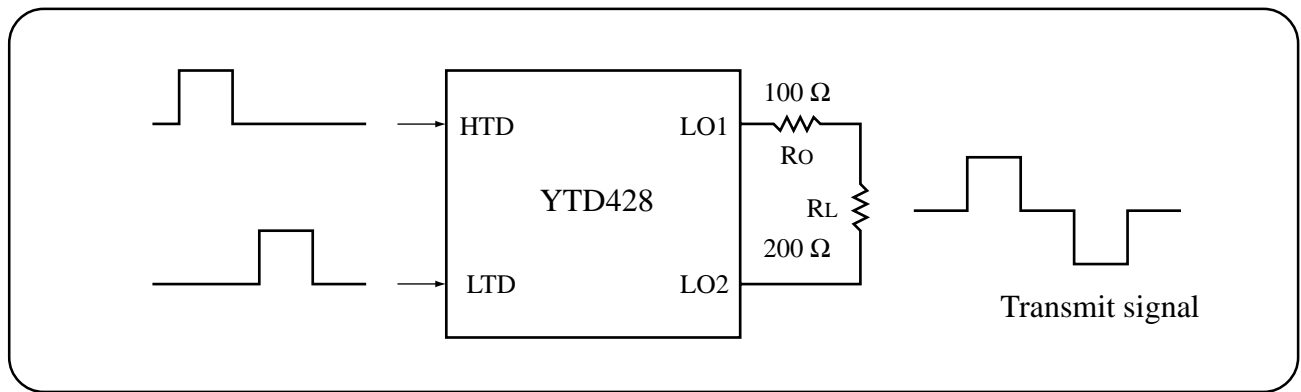 100 Ω
HTD
LO1
RO
YTD428
RL
200 Ω
LTD
LO2
Transmit signal